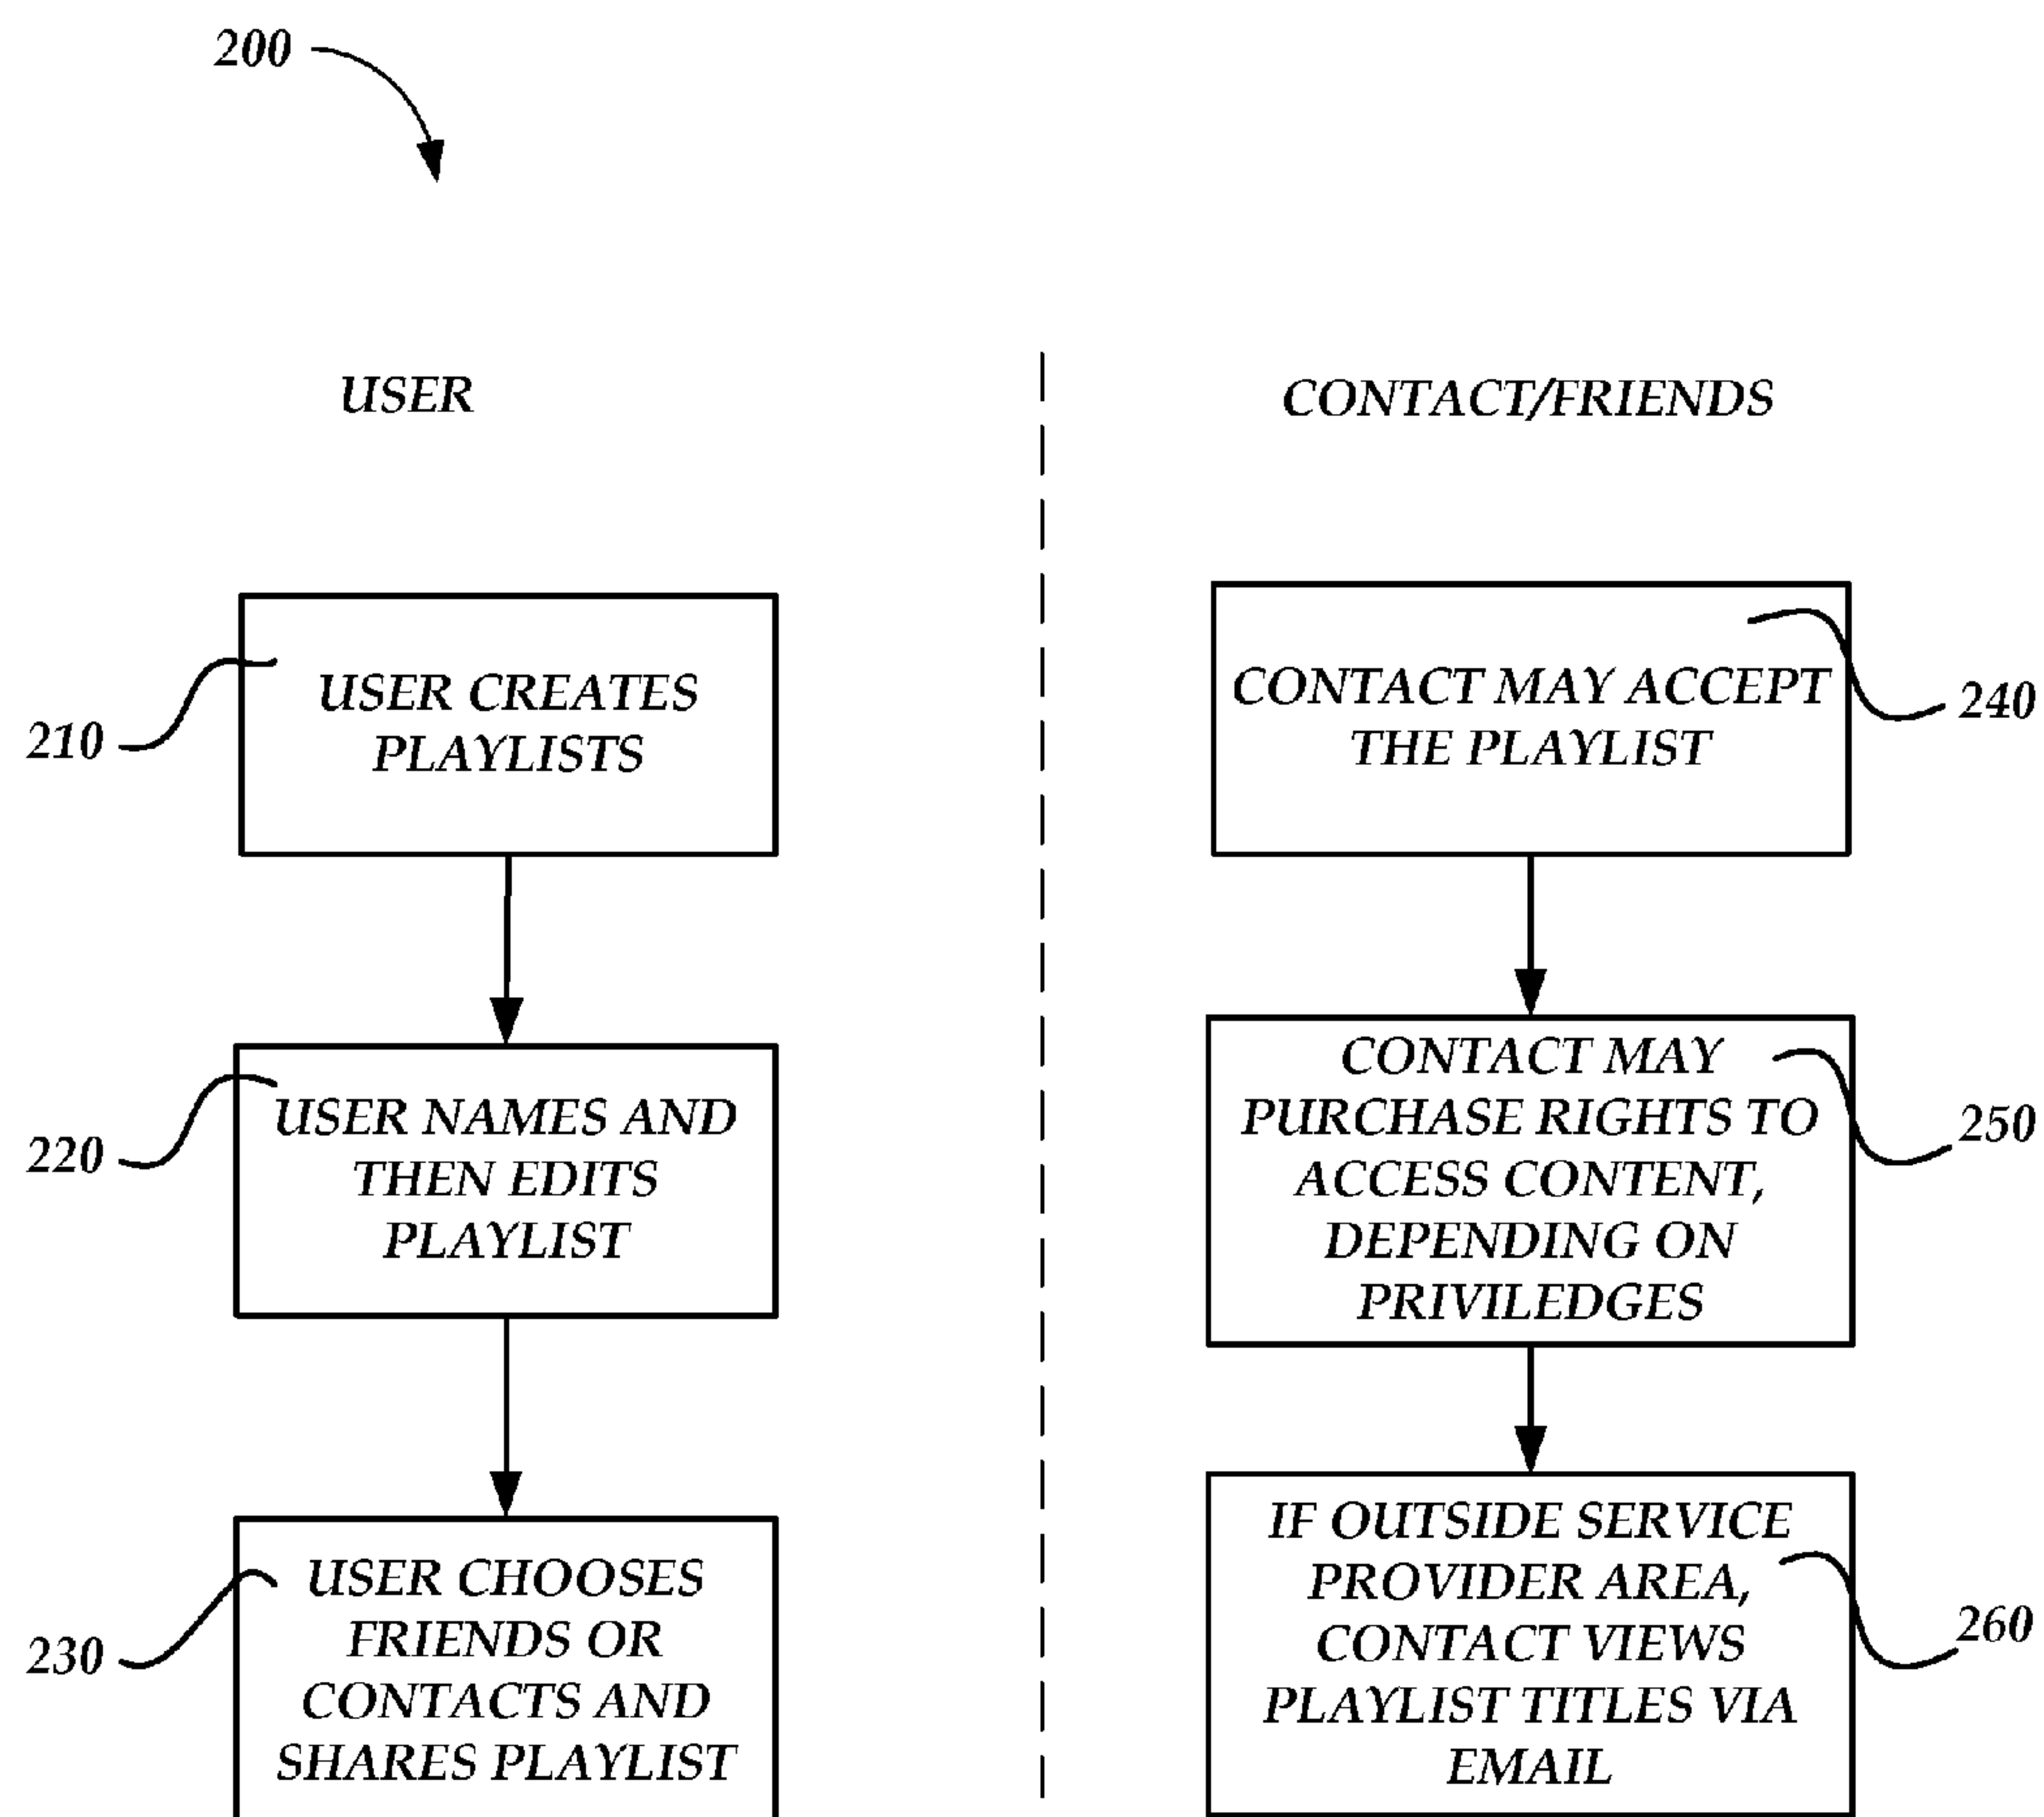 200
USER
210
USER CREATES
PLAYLISTS
220
USER NAMES AND
THEN EDITS
PLAYLIST
230
USER CHOOSES
FRIENDS OR
CONTACTS AND
SHARES PLAYLIST
CONTACT/FRIENDS
CONTACT MAY ACCEPT
THE PLAYLIST
240
CONTACT MAY
PURCHASE RIGHTS TO
ACCESS CONTENT,
DEPENDING ON
PRIVILEDGES
250
IF OUTSIDE SERVICE
PROVIDER AREA,
CONTACT VIEWS
PLAYLIST TITLES VIA
EMAIL
260